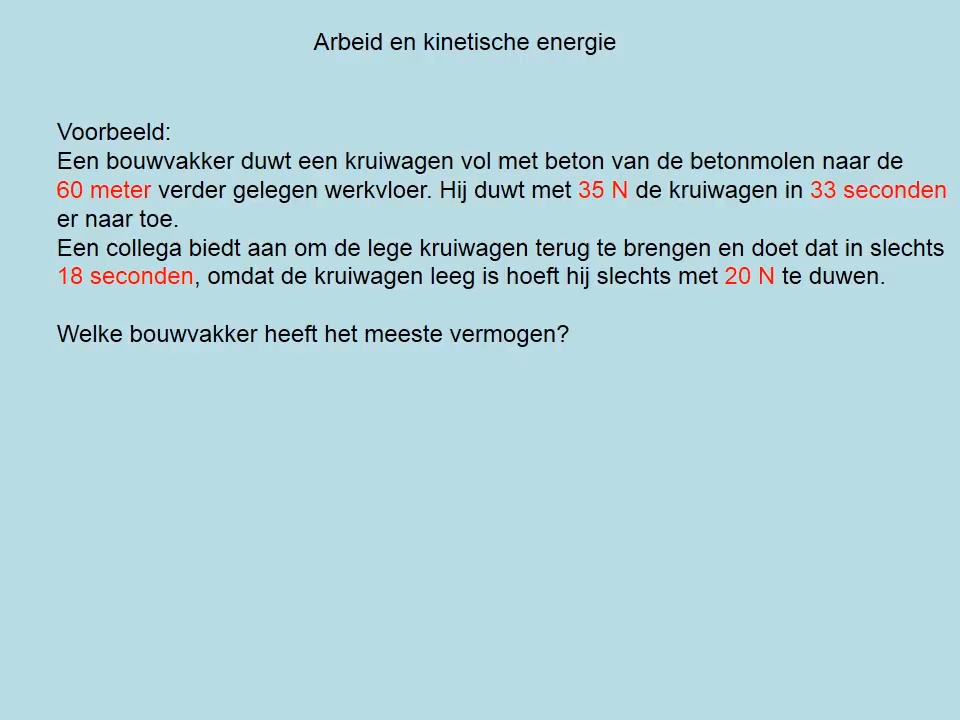 Arbeid en kinetische energie
Voorbeeld:
Een bouwvakker duwt een kruiwagen vol met beton van de betonmolen naar de
60 meter verder gelegen werkvloer. Hij duwt met 35 N de kruiwagen in 33 seconden
er naar toe.
Een collega biedt aan om de lege kruiwagen terug te brengen en doet dat in slechts
18 seconden, omdat de kruiwagen leeg is hoeft hij slechts met 20 N te duwen.
Welke bouwvakker heeft het meeste vermogen?